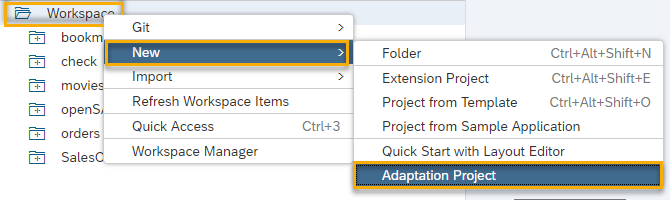 Workspace
bookm
check
movies
openSA
orders
SalesO
Git
New
Import
Refresh Workspace Items
Quick Access Ctrl+3
Workspace Manager
Folder Ctrl+Alt+Shift+N
Extension Project Ctrl+Alt+Shift+E
Project from Template Ctrl+Alt+Shift+O
Project from Sample Application
Quick Start with Layout Editor
Adaptation Project